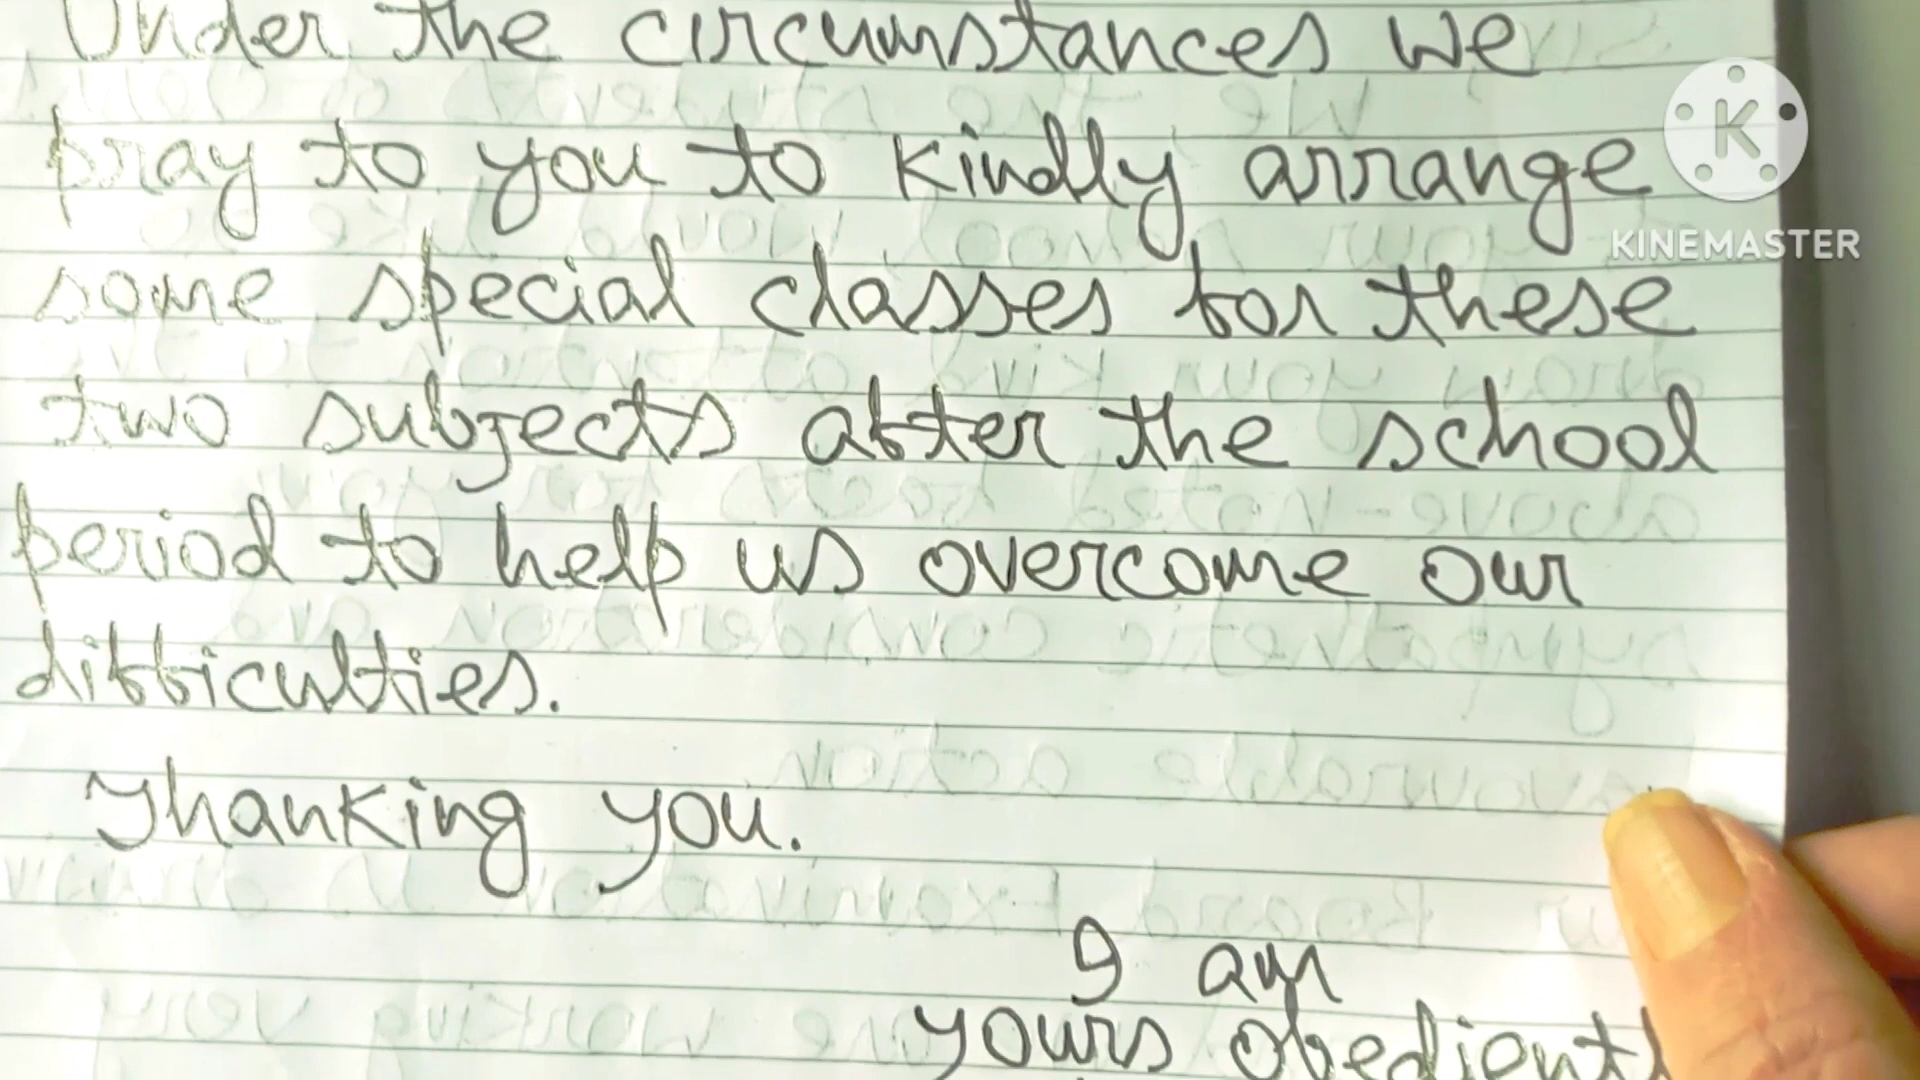 Under the circumstances we
pray to you to kindly arrange
some special classes for these
two subjects after the school
period to help us overcome our
difficulties.
Thanking you.
I am
yours obedient
K
KINEMASTER